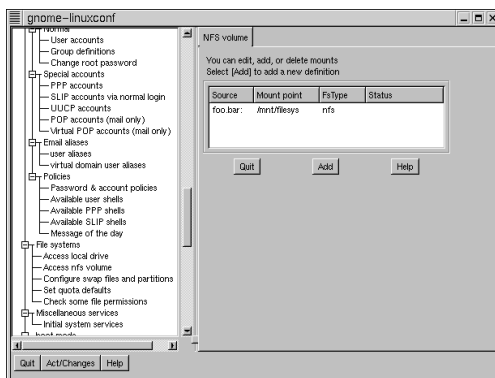 gnome-linuxconf
Normal
User accounts
Group definitions
Change root password
Special accounts
PPP accounts
SLIP accounts via normal login
UUCP accounts
POP accounts (mail only)
Virtual POP accounts (mail only)
Email aliases
user aliases
virtual domain user aliases
Policies
Password & account policies
Available user shells
Available PPP shells
Available SLIP shells
Message of the day
File systems
Access local drive
Access nfs volume
Configure swap files and partitions
Set quota defaults
Check some file permissions
Miscellaneous services
Initial system services
boot mode
Quit Act/Changes Help
NFS volume
You can edit, add, or delete mounts
Select [Add] to add a new definition
Source Mount point FsType Status
foo.bar: /mnt/filesys nfs
Quit Add Help